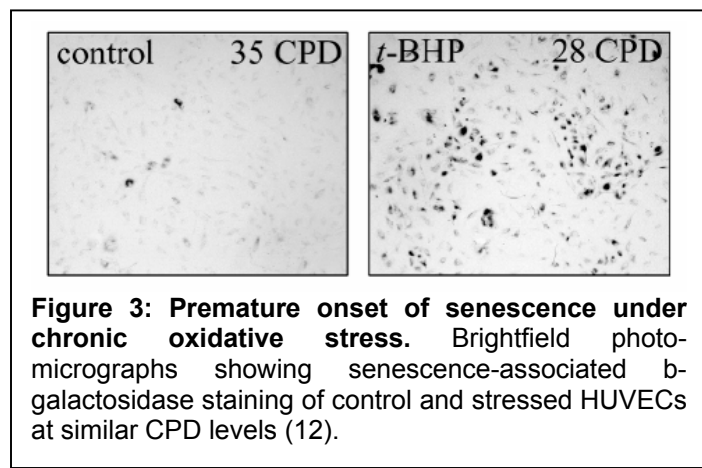 control 35 CPD
t-BHP 28 CPD
Figure 3: Premature onset of senescence under
chronic oxidative stress. Brightfield photo-
micrographs showing senescence-associated b-
galactosidase staining of control and stressed HUVECs
at similar CPD levels (12).